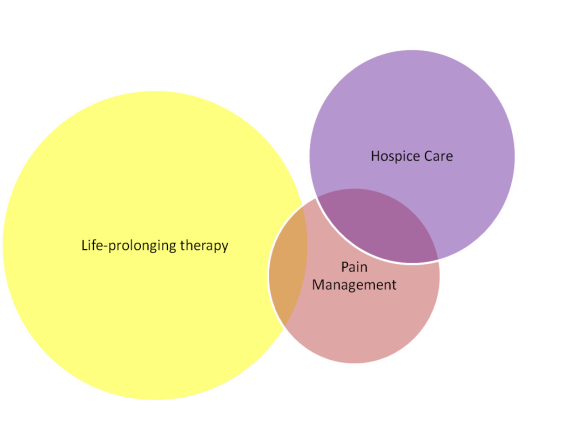 Hospice Care
Life-prolonging therapy
Pain
Management